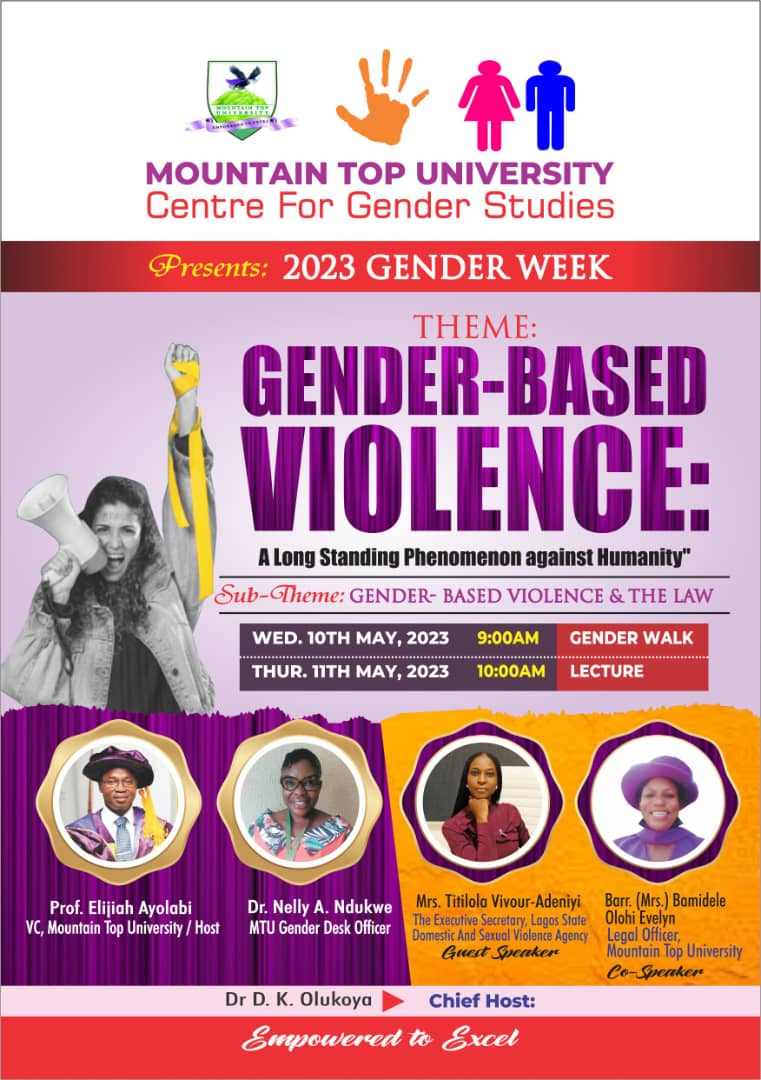 MOUNTAIN TOP
UNIVERSITY
MOUNTAIN TOP UNIVERSITY
Centre For Gender Studies
Presents: 2023 GENDER WEEK
THEME:
GENDER-BASED
VIOLENCE:
A Long Standing Phenomenon against Humanity"
Sub-Theme: GENDER- BASED VIOLENCE & THE LAW
WED. 10TH MAY, 2023 9:00AM GENDER WALK
THUR. 11TH MAY, 2023 10:00AM LECTURE
Prof. Elijiah Ayolabi
VC, Mountain Top University / Host
Dr. Nelly A. Ndukwe
MTU Gender Desk Officer
Mrs. Titilola Vivour-Adeniyi
The Executive Secretary, Lagos State
Domestic And Sexual Violence Agency
Guest Speaker
Barr. (Mrs.) Bamidele
Olohi Evelyn
Legal Officer,
Mountain Top University
Co-Speaker
Dr D. K. Olukoya Chief Host:
Empowered to Excel